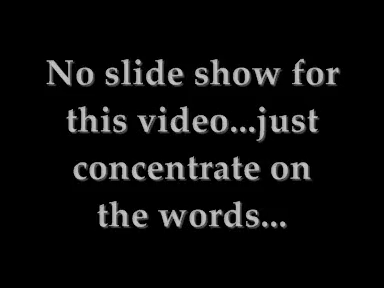 No slide show for
this video...just
concentrate on
the words...